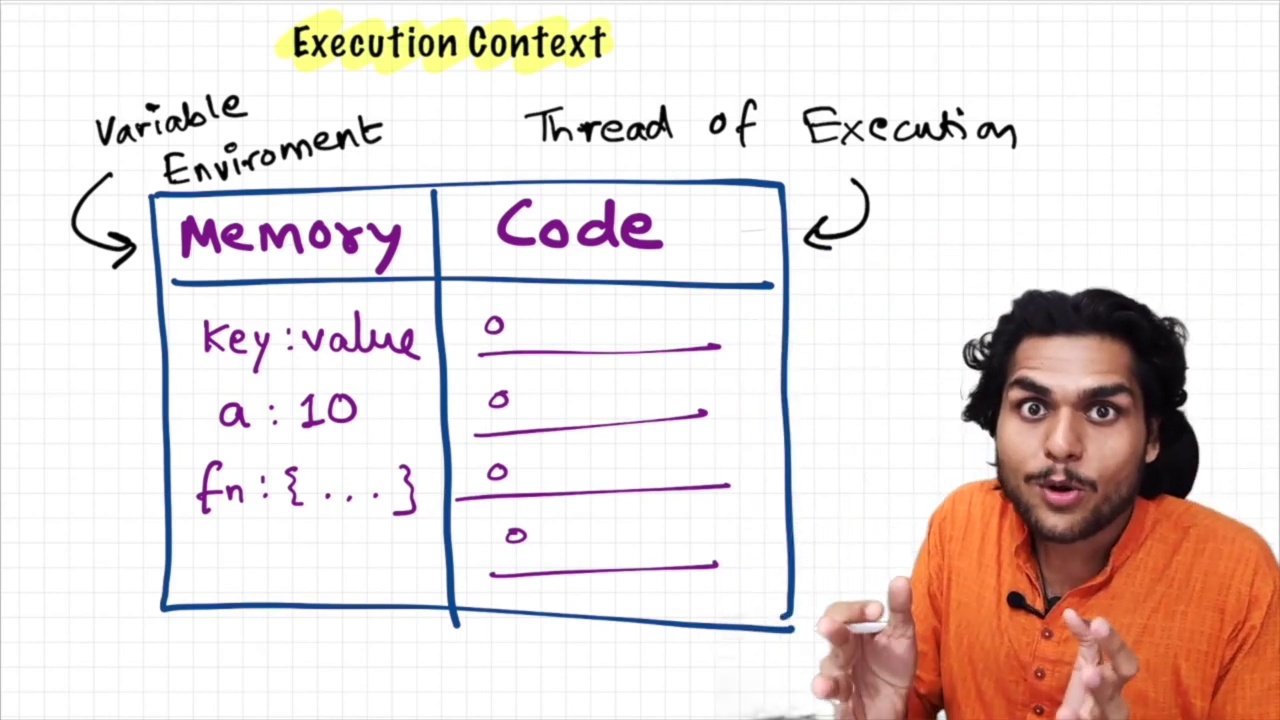 Execution Context
Variable
Enviroment
Thread of Execution
Memory
Code
key : value
a : 10
fn : { . . . }